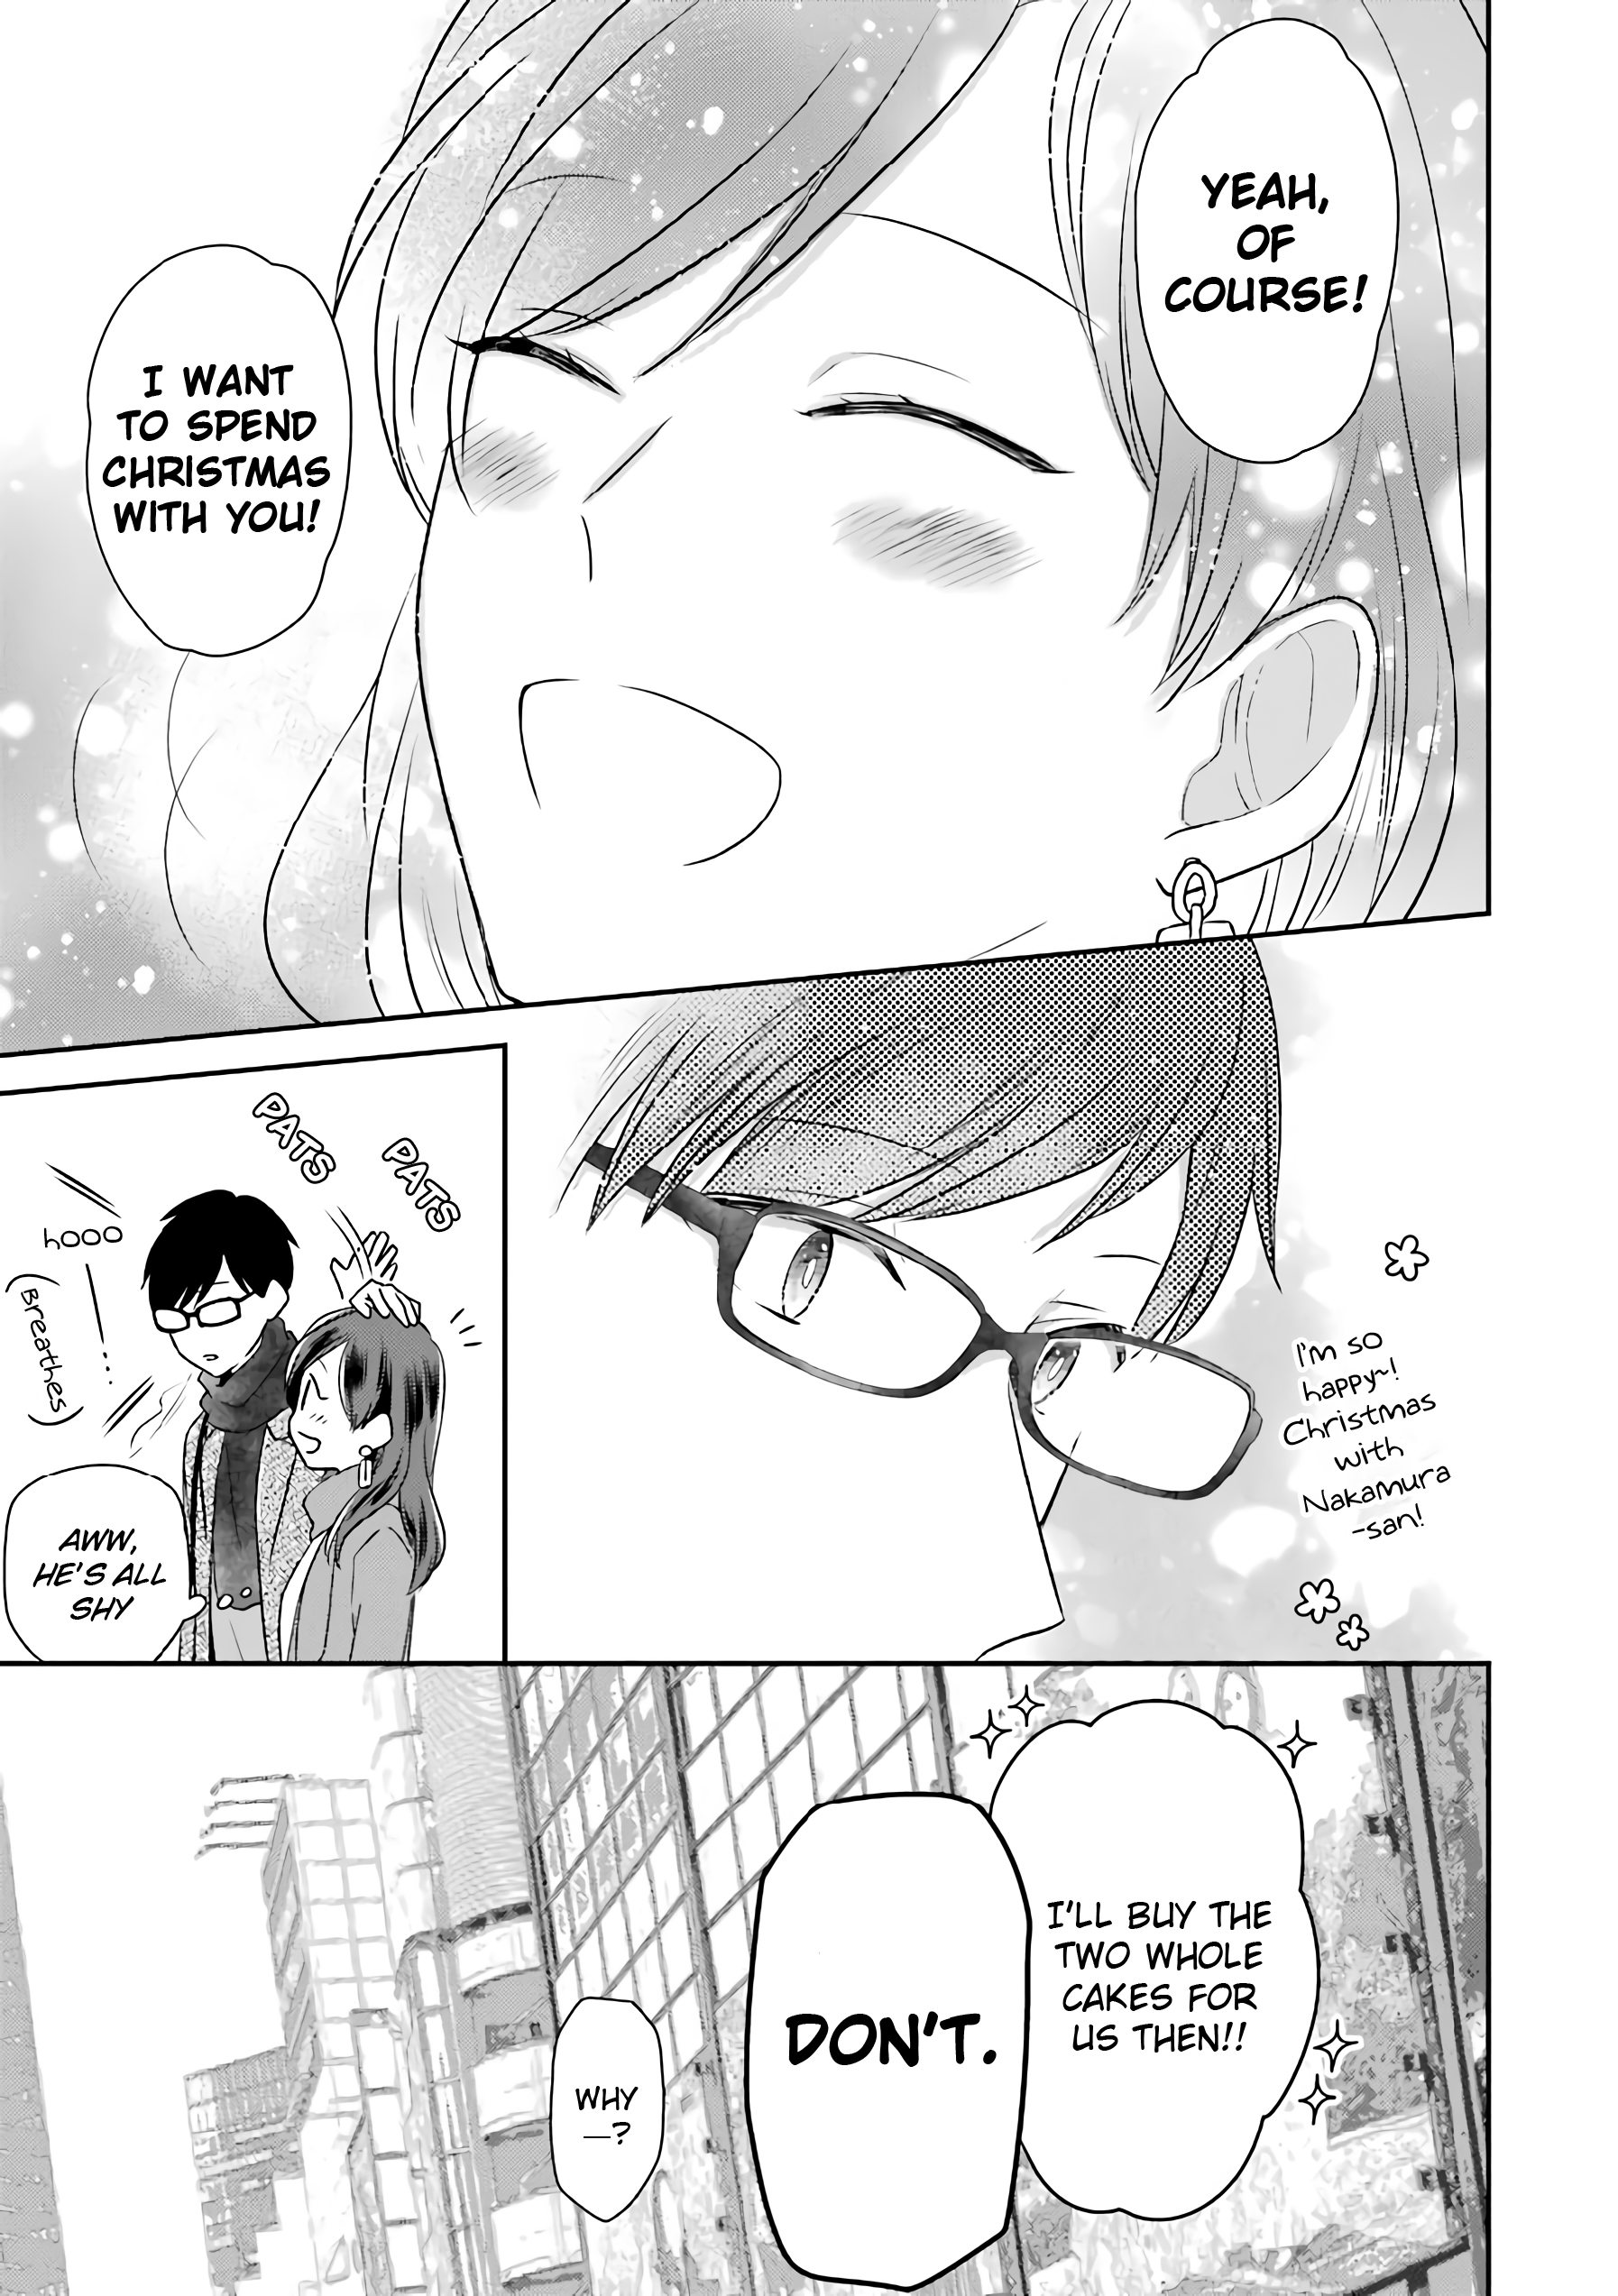 YEAH,
OF
COURSE!
I WANT
TO SPEND
CHRISTMAS
WITH YOU!
I'm so
happy~!
Christmas
with
Nakamura
-san!
PATS
PATS
hooo
(Breathes)
AWW,
HE'S ALL
SHY
I'LL BUY THE
TWO WHOLE
CAKES FOR
US THEN!!
DON'T.
WHY
—?